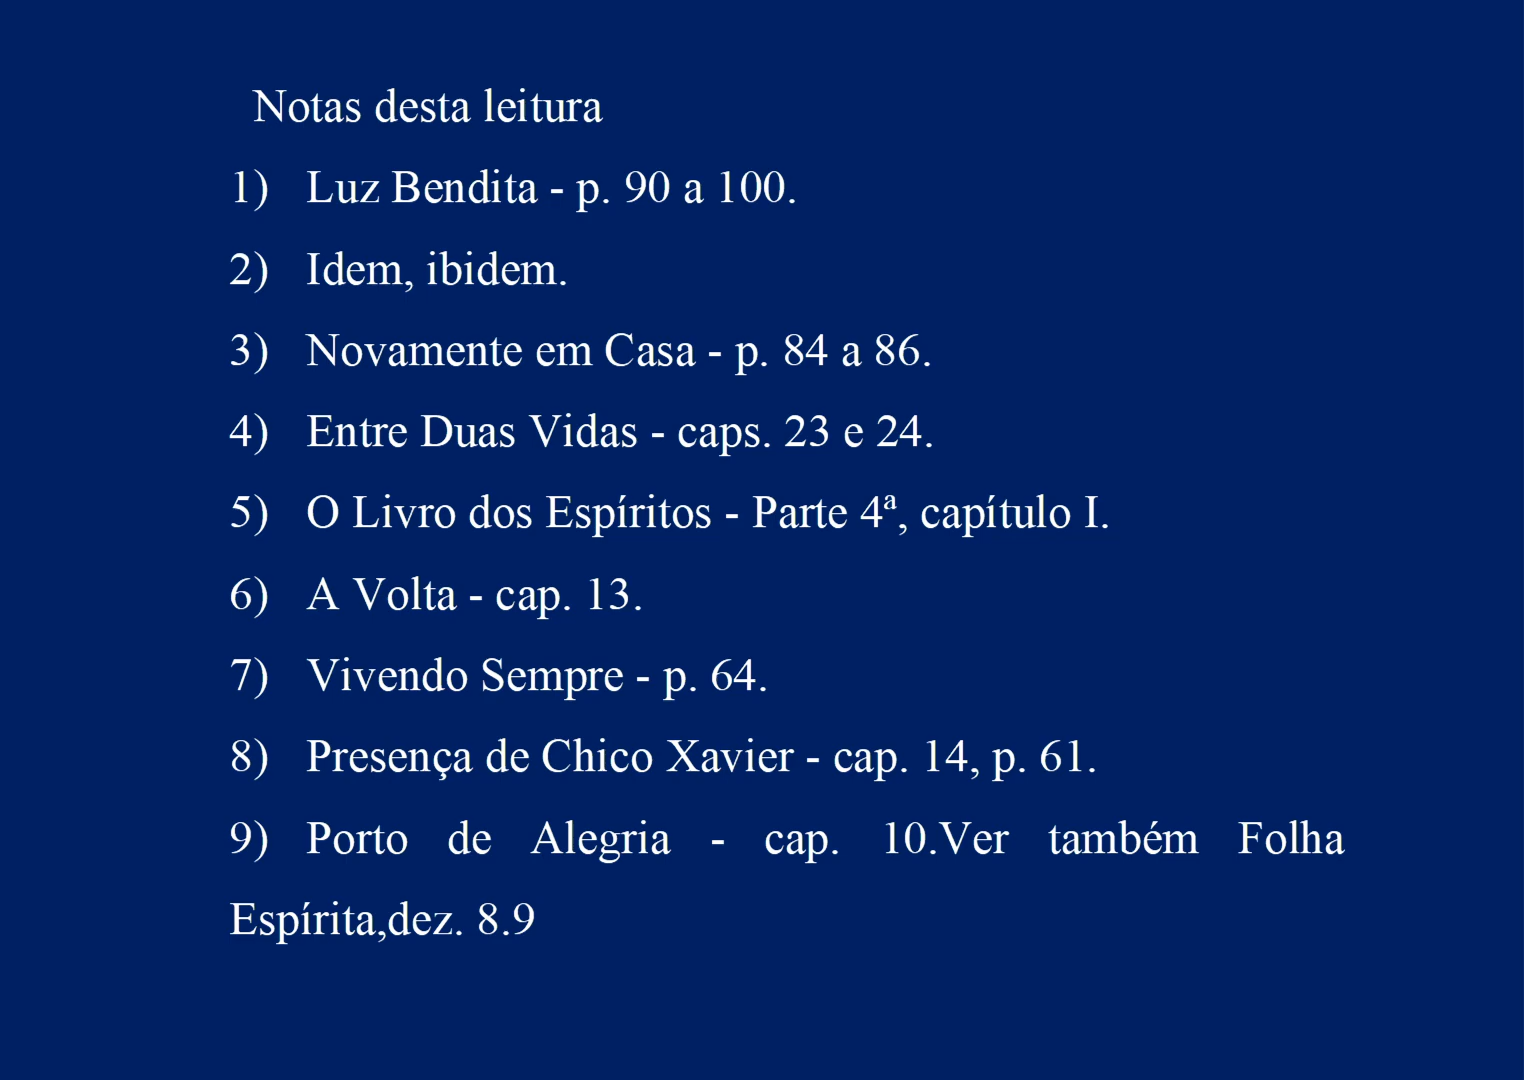 Notas desta leitura
1) Luz Bendita - p. 90 a 100.
2) Idem, ibidem.
3) Novamente em Casa - p. 84 a 86.
4) Entre Duas Vidas - caps. 23 e 24.
5) O Livro dos Espíritos - Parte 4ª, capítulo I.
6) A Volta - cap. 13.
7) Vivendo Sempre - p. 64.
8) Presença de Chico Xavier - cap. 14, p. 61.
9) Porto de Alegria - cap. 10.Ver também Folha
Espírita,dez. 8.9